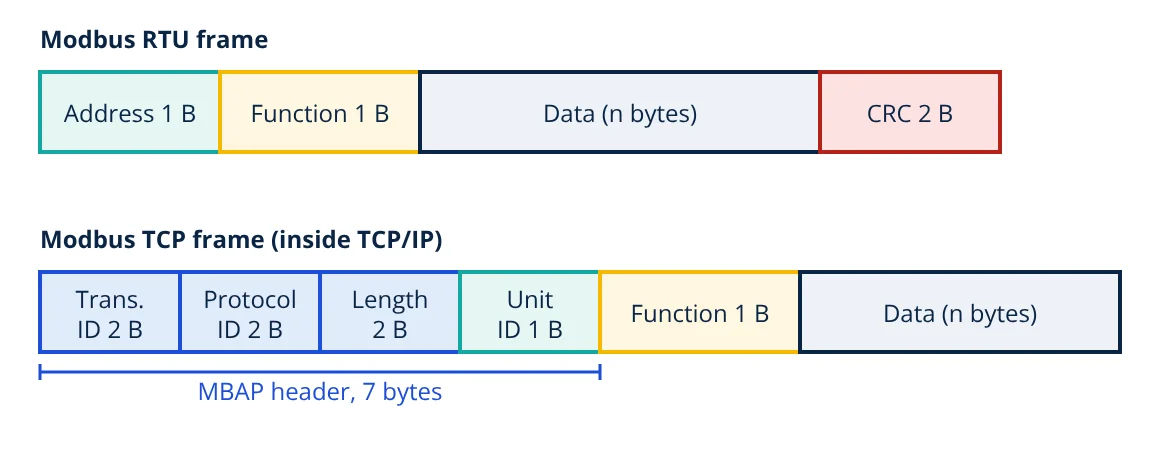 Modbus RTU frame
Address 1 B
Function 1 B
Data (n bytes)
CRC 2 B
Modbus TCP frame (inside TCP/IP)
Trans.
ID 2 B
Protocol
ID 2 B
Length
2 B
Unit
ID 1 B
Function 1 B
Data (n bytes)
MBAP header, 7 bytes